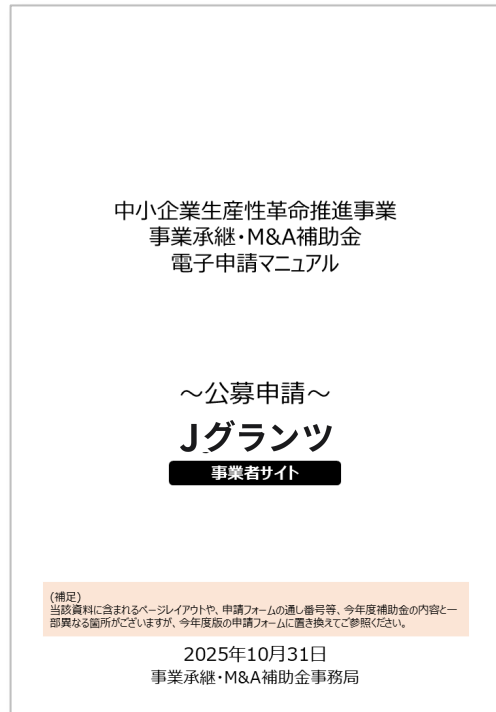 中小企業生産性革命推進事業
事業承継・M&A補助金
電子申請マニュアル
～公募申請～
Jグランツ
事業者サイト
(補足)
当該資料に含まれるページレイアウトや、申請フォームの通し番号等、今年度補助金の内容と一
部異なる箇所がございますが、今年度版の申請フォームに置き換えてご参照ください。
2025年10月31日
事業承継・M&A補助金事務局